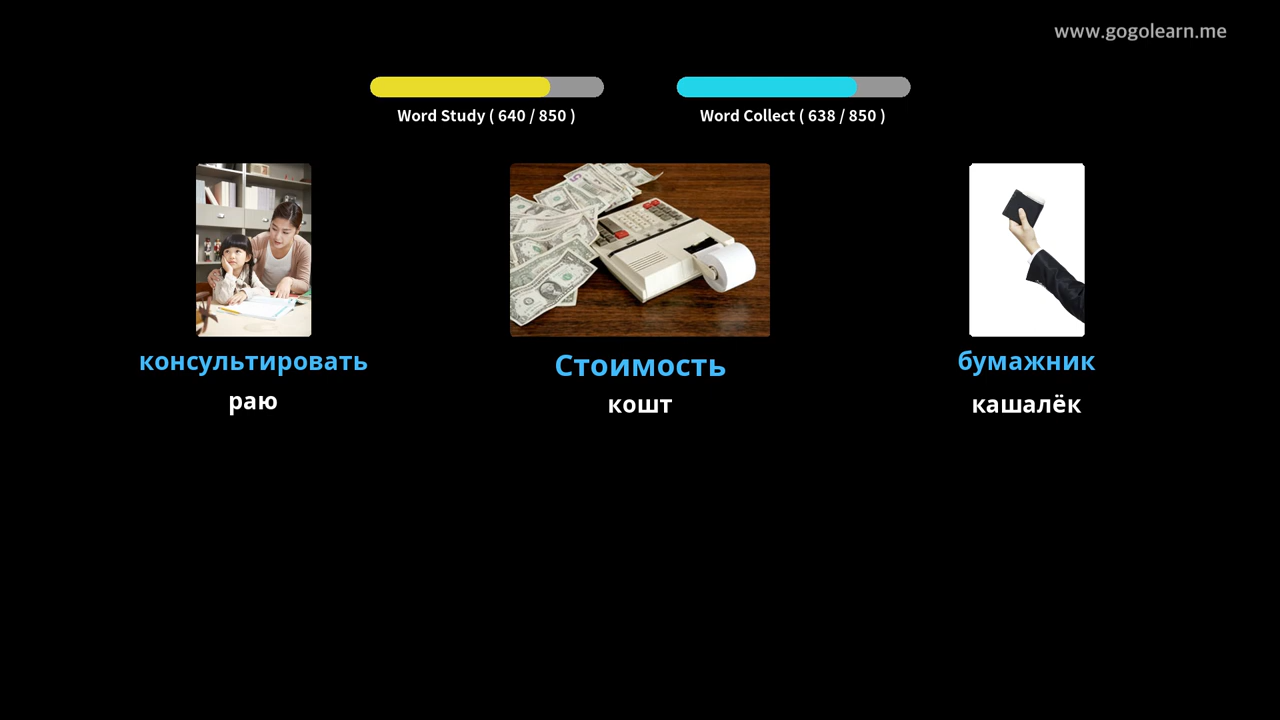 www.gogolearn.me
Word Study ( 640 / 850 )
Word Collect ( 638 / 850 )
консультировать
раю
Стоимость
кошт
бумажник
кашалёк